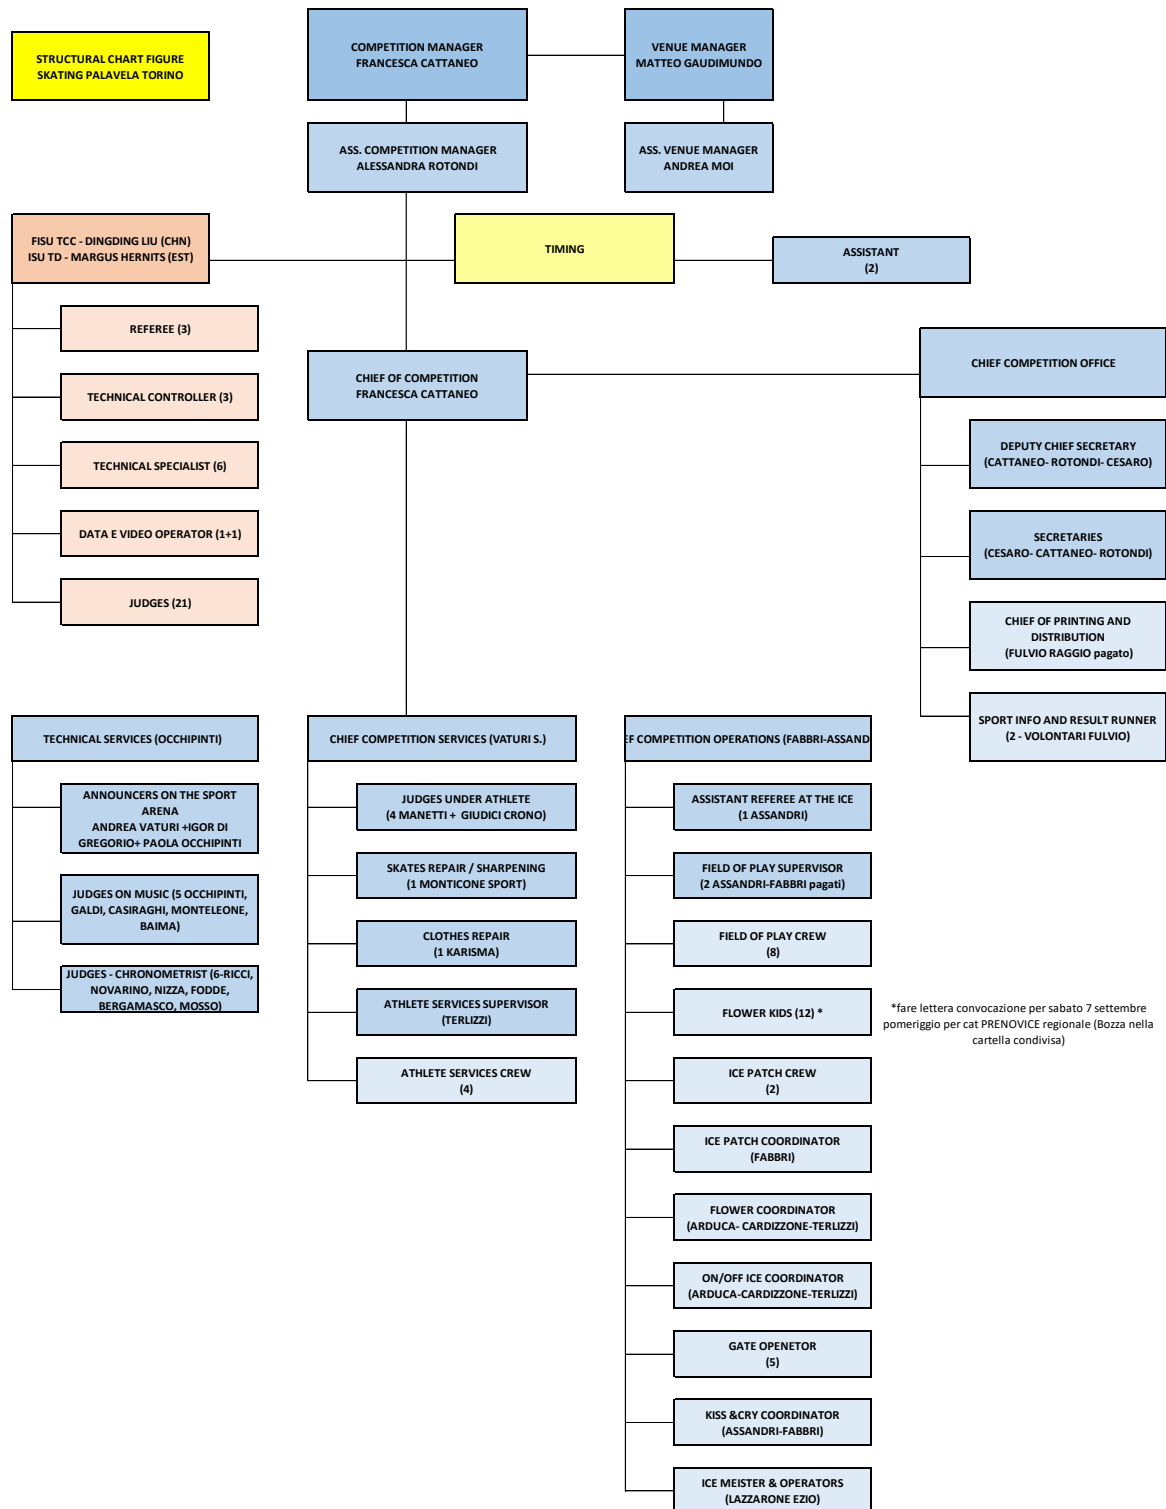 STRUCTURAL CHART FIGURE
SKATING PALAVELA TORINO
COMPETITION MANAGER
FRANCESCA CATTANEO
VENUE MANAGER
MATTEO GAUDIMUNDO
ASS. COMPETITION MANAGER
ALESSANDRA ROTONDI
ASS. VENUE MANAGER
ANDREA MOI
FISU TCC - DINGDING LIU (CHN)
ISU TD - MARGUS HERNITS (EST)
TIMING
ASSISTANT
(2)
REFEREE (3)
TECHNICAL CONTROLLER (3)
TECHNICAL SPECIALIST (6)
DATA E VIDEO OPERATOR (1+1)
JUDGES (21)
CHIEF OF COMPETITION
FRANCESCA CATTANEO
CHIEF COMPETITION OFFICE
DEPUTY CHIEF SECRETARY
(CATTANEO- ROTONDI- CESARO)
SECRETARIES
(CESARO- CATTANEO- ROTONDI)
CHIEF OF PRINTING AND
DISTRIBUTION
(FULVIO RAGGIO pagato)
SPORT INFO AND RESULT RUNNER
(2 - VOLONTARI FULVIO)
TECHNICAL SERVICES (OCCHIPINTI)
ANNOUNCERS ON THE SPORT
ARENA
ANDREA VATURI +IGOR DI
GREGORIO+ PAOLA OCCHIPINTI
JUDGES ON MUSIC (5 OCCHIPINTI,
GALDI, CASIRAGHI, MONTELEONE,
BAIMA)
JUDGES - CHRONOMETRIST (6-RICCI,
NOVARINO, NIZZA, FODDE,
BERGAMASCO, MOSSO)
CHIEF COMPETITION SERVICES (VATURI S.)
JUDGES UNDER ATHLETE
(4 MANETTI +  GIUDICI CRONO)
SKATES REPAIR / SHARPENING
(1 MONTICONE SPORT)
CLOTHES REPAIR
(1 KARISMA)
ATHLETE SERVICES SUPERVISOR
(TERLIZZI)
ATHLETE SERVICES CREW
(4)
EF COMPETITION OPERATIONS (FABBRI-ASSAND
ASSISTANT REFEREE AT THE ICE
(1 ASSANDRI)
FIELD OF PLAY SUPERVISOR
(2 ASSANDRI-FABBRI pagati)
FIELD OF PLAY CREW
(8)
FLOWER KIDS (12) *
*fare lettera convocazione per sabato 7 settembre
pomeriggio per cat PRENOVICE regionale (Bozza nella
cartella condivisa)
ICE PATCH CREW
(2)
ICE PATCH COORDINATOR
(FABBRI)
FLOWER COORDINATOR
(ARDUCA- CARDIZZONE-TERLIZZI)
ON/OFF ICE COORDINATOR
(ARDUCA-CARDIZZONE-TERLIZZI)
GATE OPENETOR
(5)
KISS &CRY COORDINATOR
(ASSANDRI-FABBRI)
ICE MEISTER & OPERATORS
(LAZZARONE EZIO)